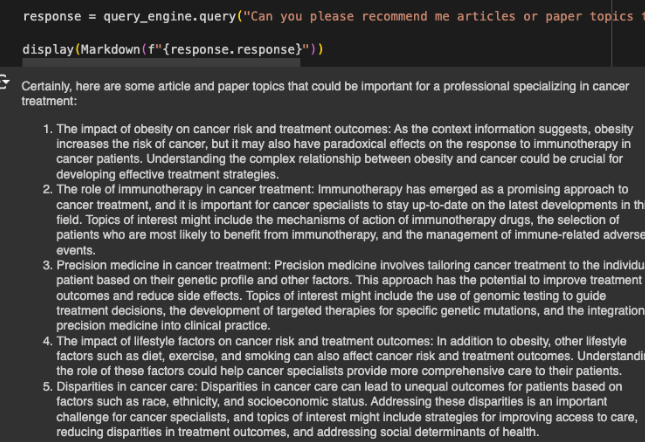 response = query_engine.query("Can you please recommend me articles or paper topics
display(Markdown(f"{response.response}"))
Certainly, here are some article and paper topics that could be important for a professional specializing in cancer
treatment:
1. The impact of obesity on cancer risk and treatment outcomes: As the context information suggests, obesity
increases the risk of cancer, but it may also have paradoxical effects on the response to immunotherapy in
cancer patients. Understanding the complex relationship between obesity and cancer could be crucial for
developing effective treatment strategies.
2. The role of immunotherapy in cancer treatment: Immunotherapy has emerged as a promising approach to
cancer treatment, and it is important for cancer specialists to stay up-to-date on the latest developments in th
field. Topics of interest might include the mechanisms of action of immunotherapy drugs, the selection of
patients who are most likely to benefit from immunotherapy, and the management of immune-related adverse
events.
3. Precision medicine in cancer treatment: Precision medicine involves tailoring cancer treatment to the individu
patient based on their genetic profile and other factors. This approach has the potential to improve treatment
outcomes and reduce side effects. Topics of interest might include the use of genomic testing to guide
treatment decisions, the development of targeted therapies for specific genetic mutations, and the integration
precision medicine into clinical practice.
4. The impact of lifestyle factors on cancer risk and treatment outcomes: In addition to obesity, other lifestyle
factors such as diet, exercise, and smoking can also affect cancer risk and treatment outcomes. Understandi
the role of these factors could help cancer specialists provide more comprehensive care to their patients.
5. Disparities in cancer care: Disparities in cancer care can lead to unequal outcomes for patients based on
factors such as race, ethnicity, and socioeconomic status. Addressing these disparities is an important
challenge for cancer specialists, and topics of interest might include strategies for improving access to care,
reducing disparities in treatment outcomes, and addressing social determinants of health.